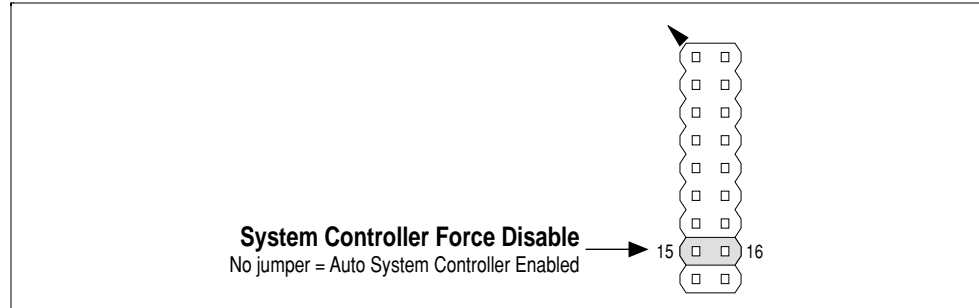 System Controller Force Disable
15 16
No jumper = Auto System Controller Enabled